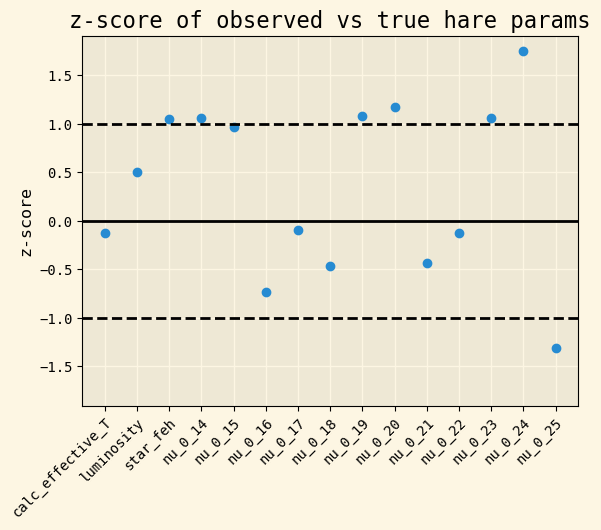 z-score of observed vs true hare params
z-score
1.5
1.0
0.5
0.0
−0.5
−1.0
−1.5
calc_effective_T
luminosity
star_feh
nu_0_14
nu_0_15
nu_0_16
nu_0_17
nu_0_18
nu_0_19
nu_0_20
nu_0_21
nu_0_22
nu_0_23
nu_0_24
nu_0_25